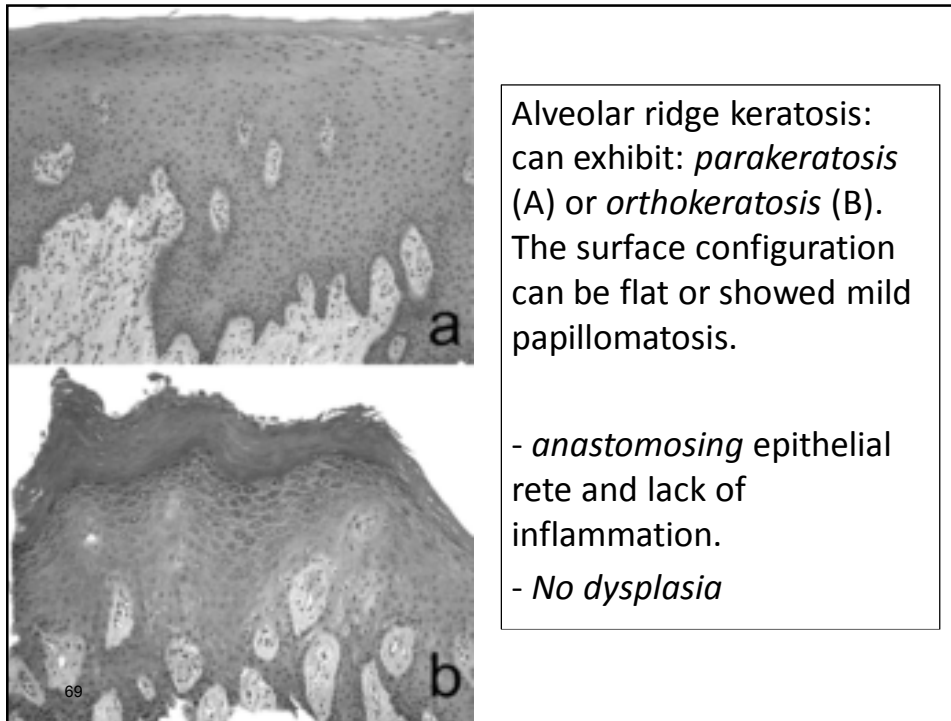 a
b
69
Alveolar ridge keratosis:
can exhibit: parakeratosis
(A) or orthokeratosis (B).
The surface configuration
can be flat or showed mild
papillomatosis.
- anastomosing epithelial
rete and lack of
inflammation.
- No dysplasia